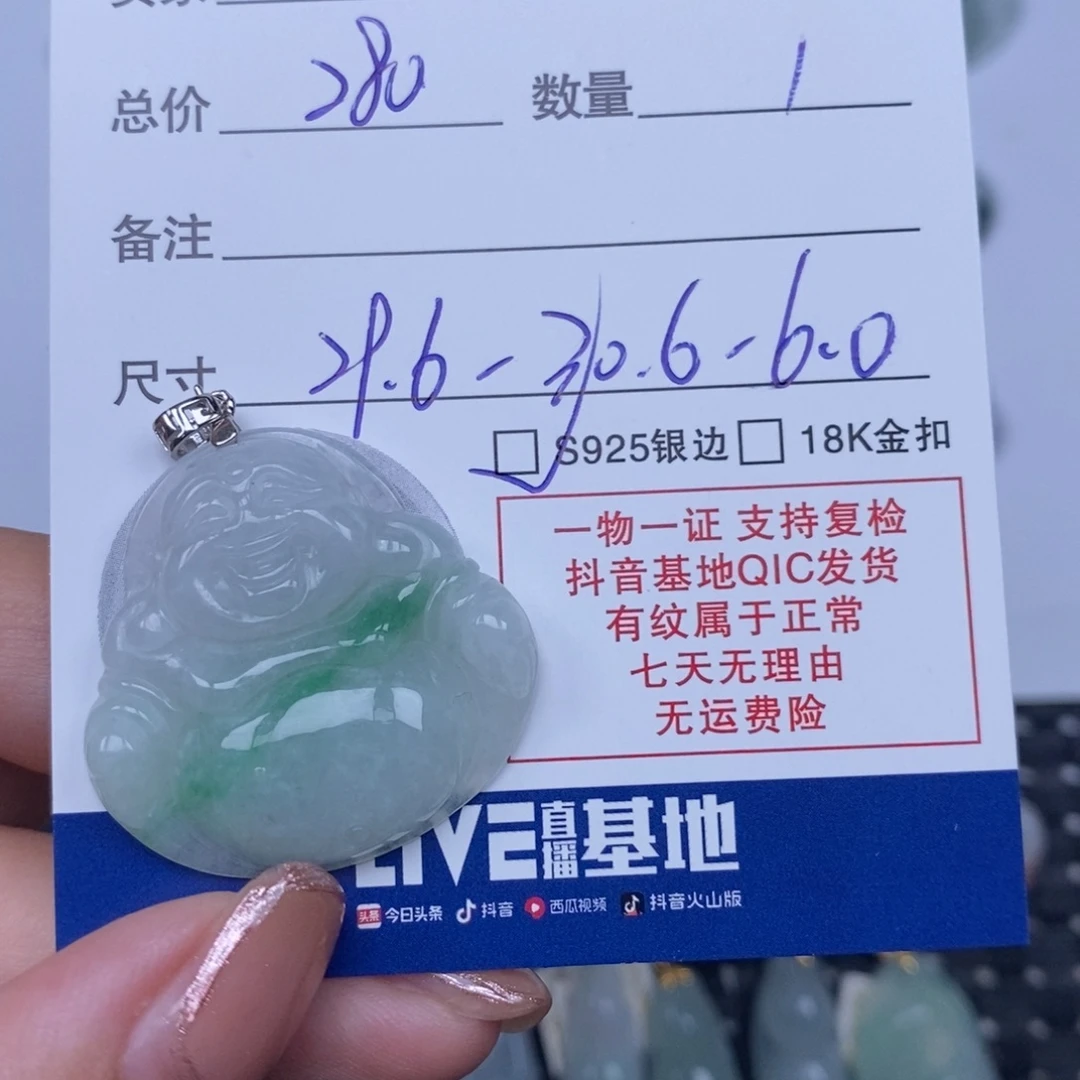 总价 280 数量 1
备注
尺寸 29.6-30.6-6.0
S925银边 18K金扣
一物一证 支持复检
抖音基地QIC发货
有纹属于正常
七天无理由
无运费险
LIVE直播基地
头条 今日头条 抖音 西瓜视频 抖音火山版